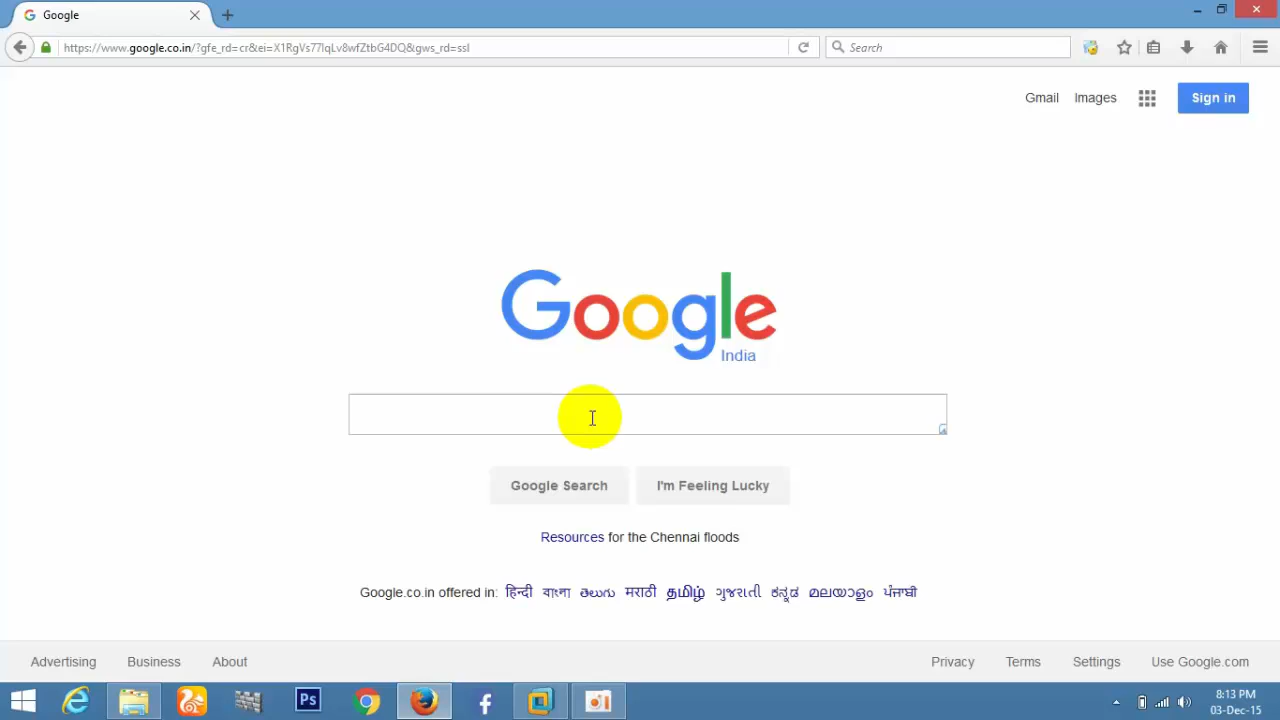 Google
https://www.google.co.in/?gfe_rd=cr&ei=X1RgVs77IqLv8wfZtbG4DQ&gws_rd=ssl
Search
Gmail Images Sign in
Google
India
Google Search I'm Feeling Lucky
Resources for the Chennai floods
Google.co.in offered in: हिन्दी বাংলা తెలుగు मराठी தமிழ் ગુજરાતી ಕನ್ನಡ മലയാളം ਪੰਜਾਬੀ
Advertising Business About Privacy Terms Settings Use Google.com
Ps
8:13 PM
03-Dec-15